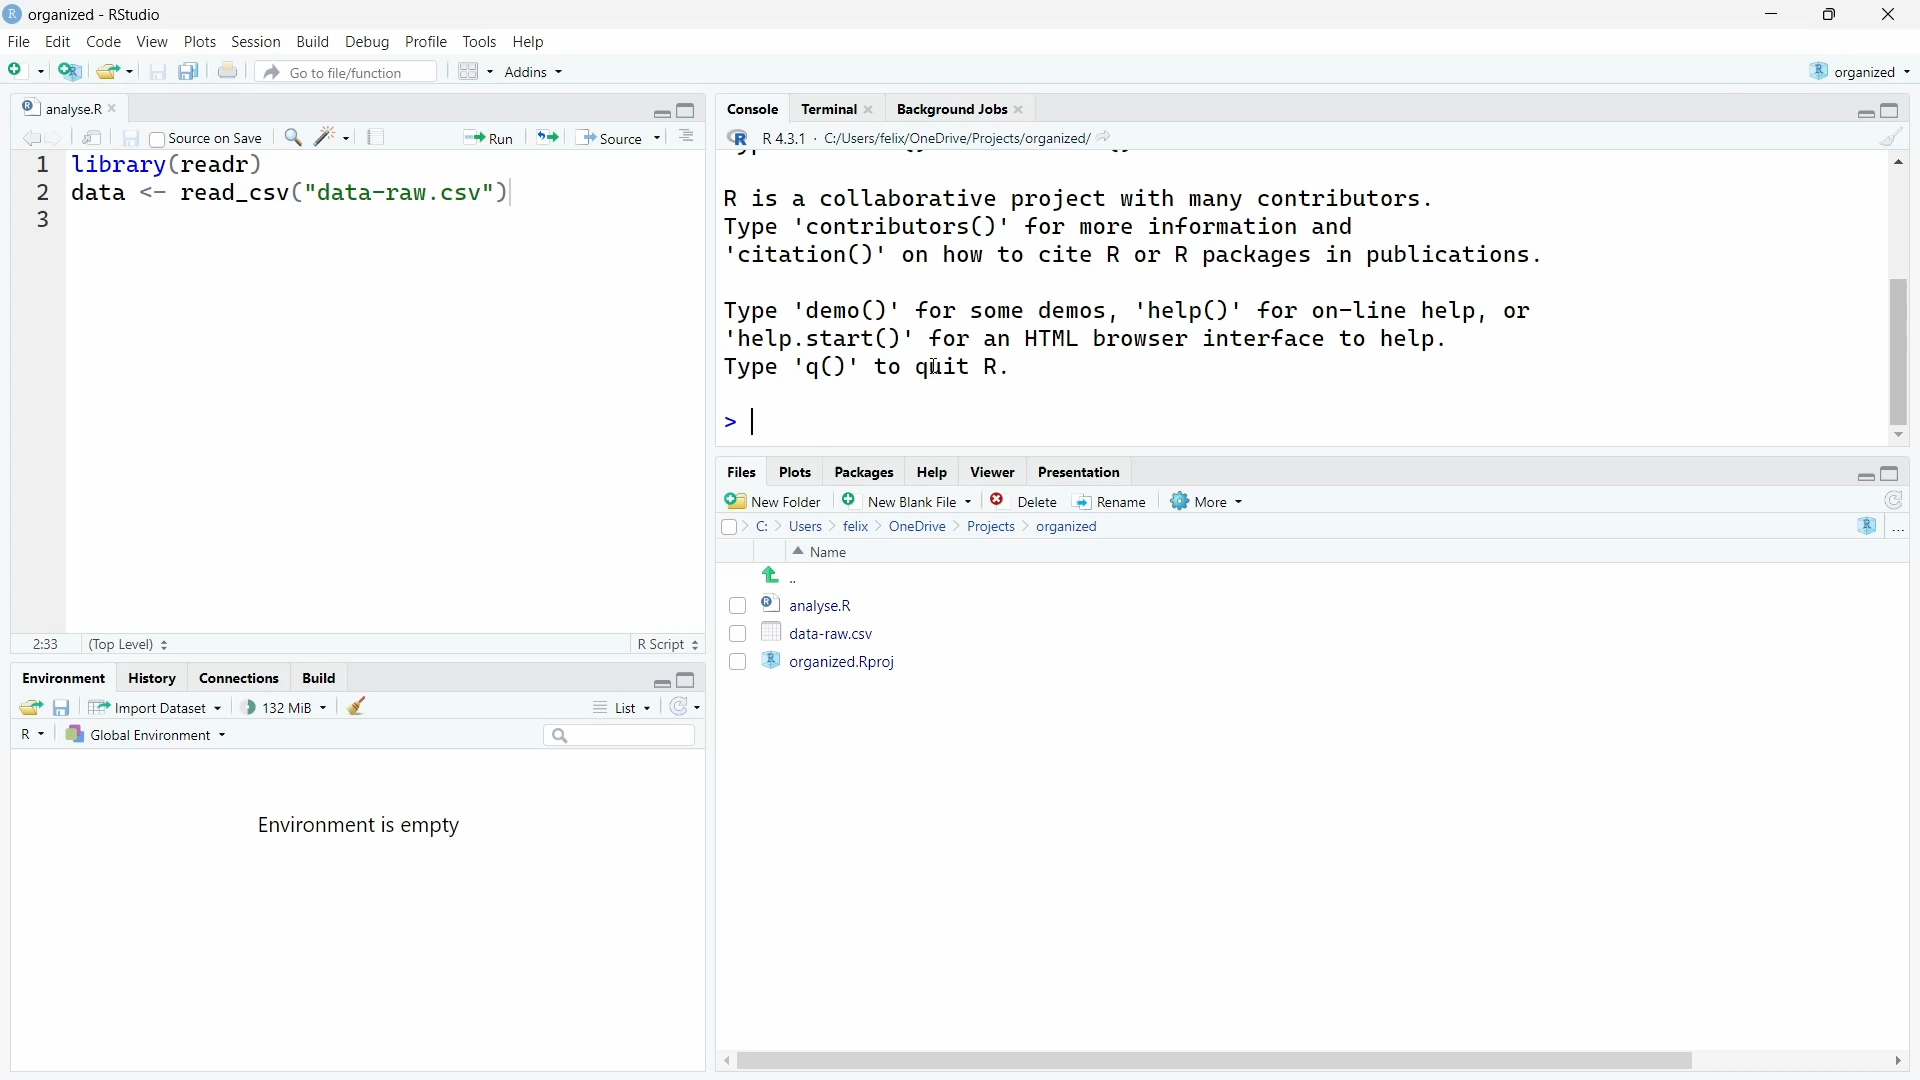 organized - RStudio
File Edit Code View Plots Session Build Debug Profile Tools Help
Go to file/function Addins organized
analyse.R
Source on Save Run Source
1 library(readr)
2 data <- read_csv("data-raw.csv")
3
2:33 (Top Level) R Script
Environment History Connections Build
Import Dataset 132 MiB List
R Global Environment
Environment is empty
Console Terminal Background Jobs
R 4.3.1 · C:/Users/felix/OneDrive/Projects/organized/
R is a collaborative project with many contributors.
Type 'contributors()' for more information and
'citation()' on how to cite R or R packages in publications.
Type 'demo()' for some demos, 'help()' for on-line help, or
'help.start()' for an HTML browser interface to help.
Type 'q()' to quit R.
>
Files Plots Packages Help Viewer Presentation
New Folder New Blank File Delete Rename More
C: > Users > felix > OneDrive > Projects > organized ...
Name
..
analyse.R
data-raw.csv
organized.Rproj